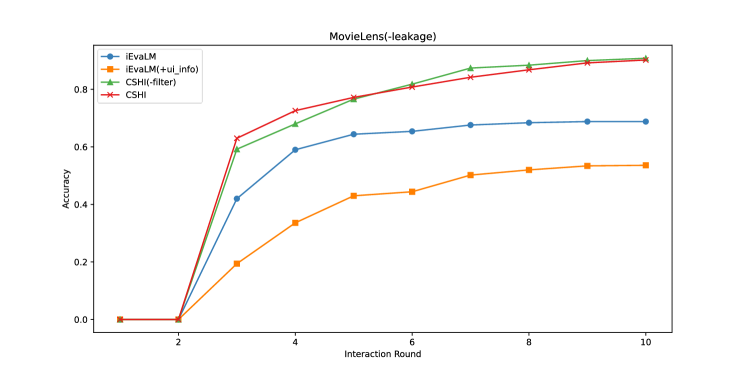 MovieLens(-leakage)
iEvaLM
iEvaLM(+ui_info)
CSHI(-filter)
CSHI
Accuracy
0.8
0.6
0.4
0.2
0.0
2 4 6 8 10
Interaction Round